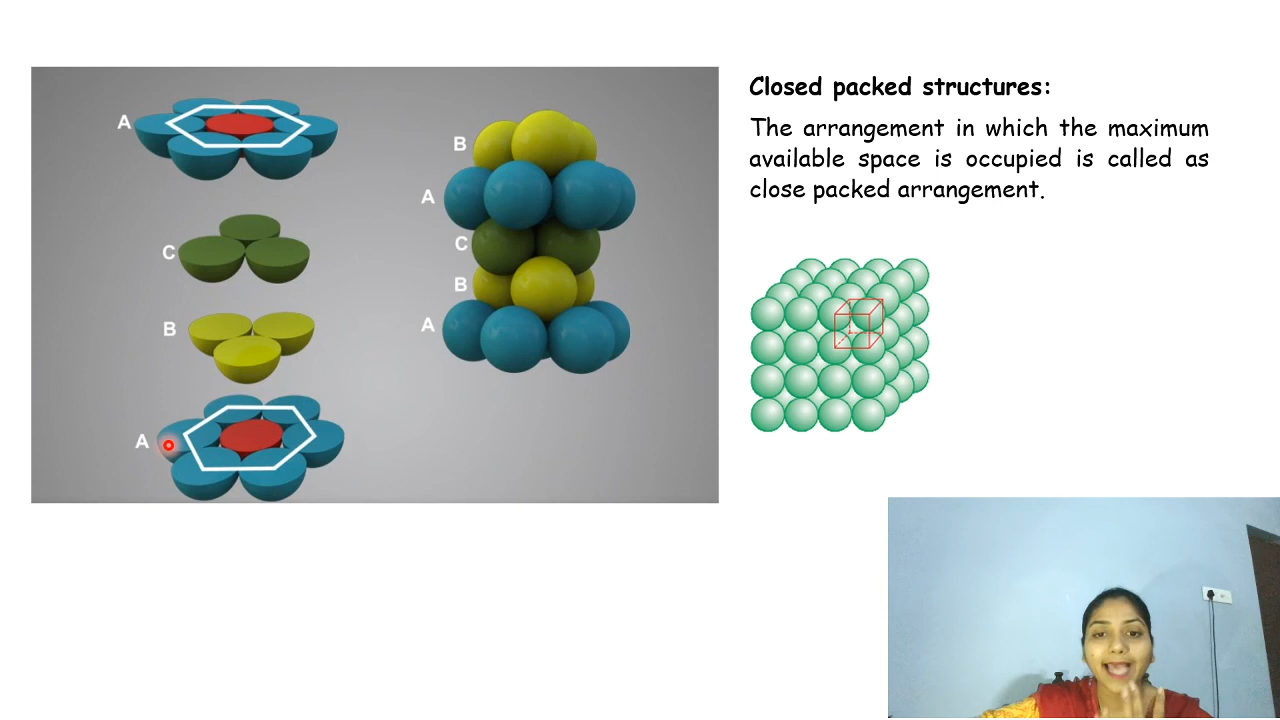 A
C
B
A
B
A
C
B
A
Closed packed structures:
The arrangement in which the maximum
available space is occupied is called as
close packed arrangement.